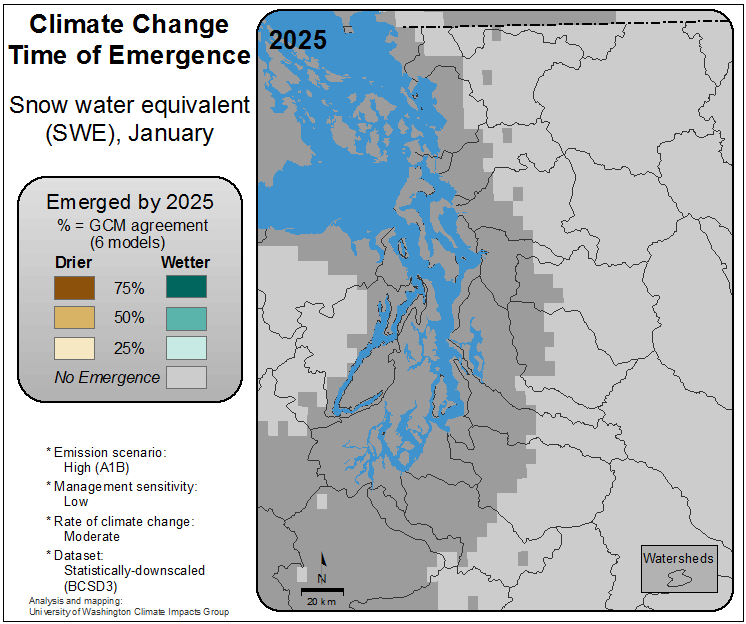 Climate Change
Time of Emergence
Snow water equivalent
(SWE), January
Emerged by 2025
% = GCM agreement
(6 models)
Drier Wetter
75%
50%
25%
No Emergence
* Emission scenario:
High (A1B)
* Management sensitivity:
Low
* Rate of climate change:
Moderate
* Dataset:
Statistically-downscaled
(BCSD3)
Analysis and mapping:
University of Washington Climate Impacts Group
2025
N
20 km
Watersheds